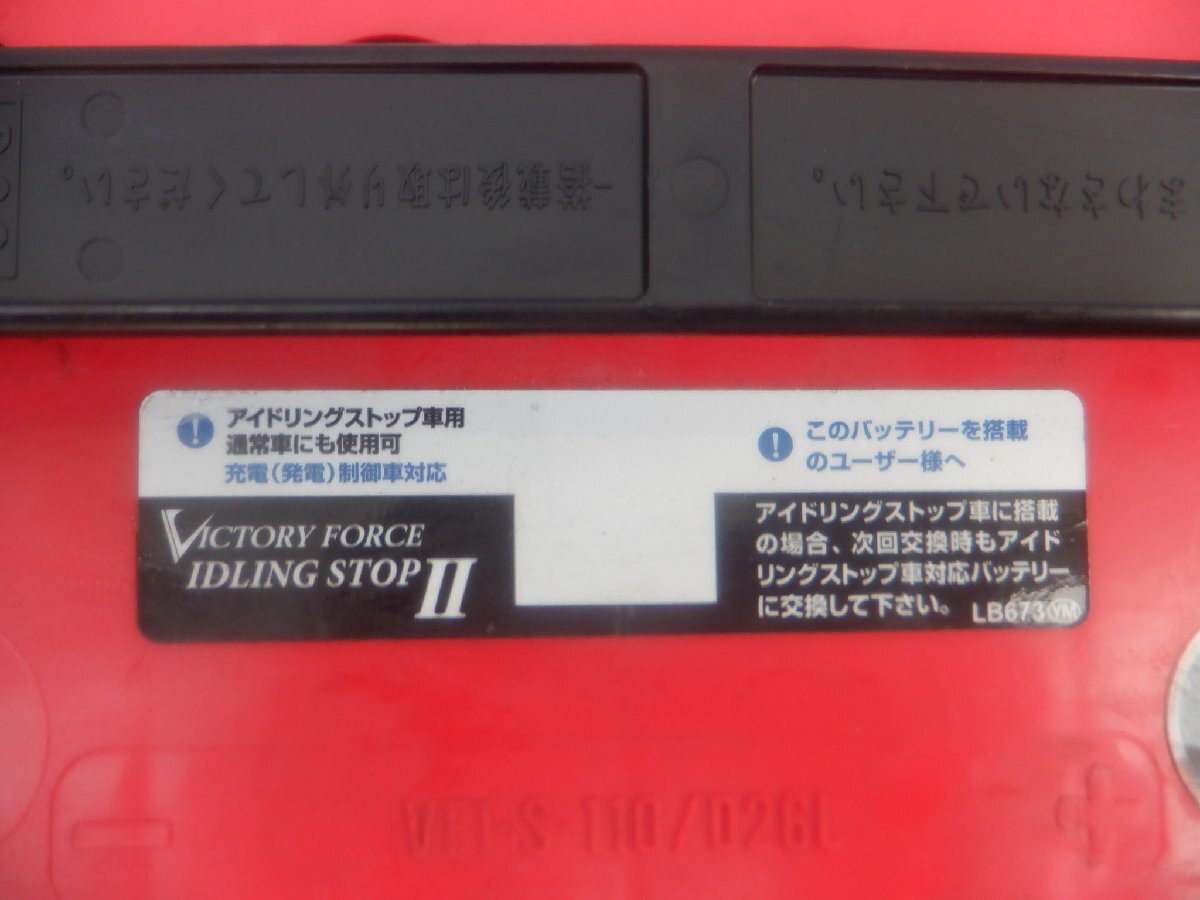 搭載後は取り外してください。
まわさないで下さい。
アイドリングストップ車用
通常車にも使用可
充電(発電)制御車対応
このバッテリーを搭載
のユーザー様へ
VICTORY FORCE
IDLING STOP II
アイドリングストップ車に搭載
の場合、次回交換時もアイド
リングストップ車対応バッテリー
に交換して下さい。
LB673 YM
S-110/D26L